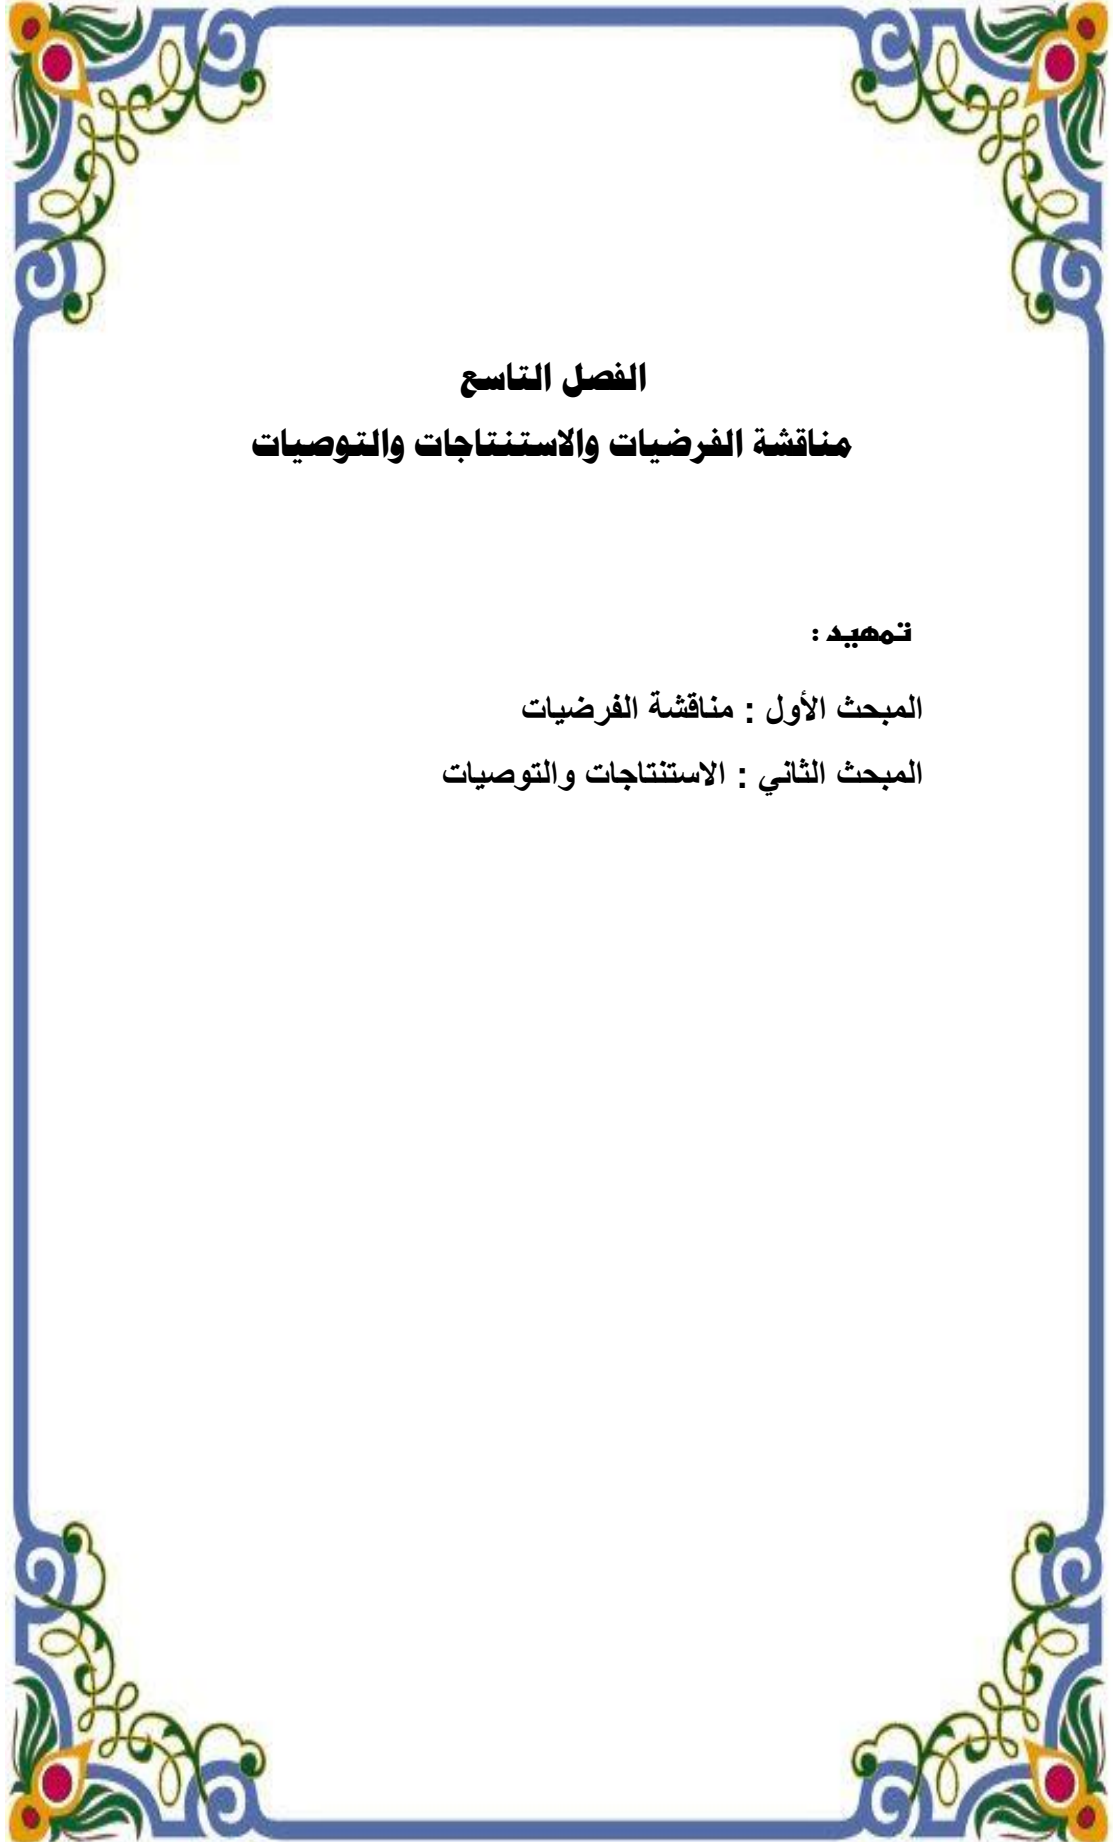 الفصل التاسع
مناقشة الفرضيات والاستنتاجات والتوصيات
تمهيد :
المبحث الأول : مناقشة الفرضيات
المبحث الثاني : الاستنتاجات والتوصيات